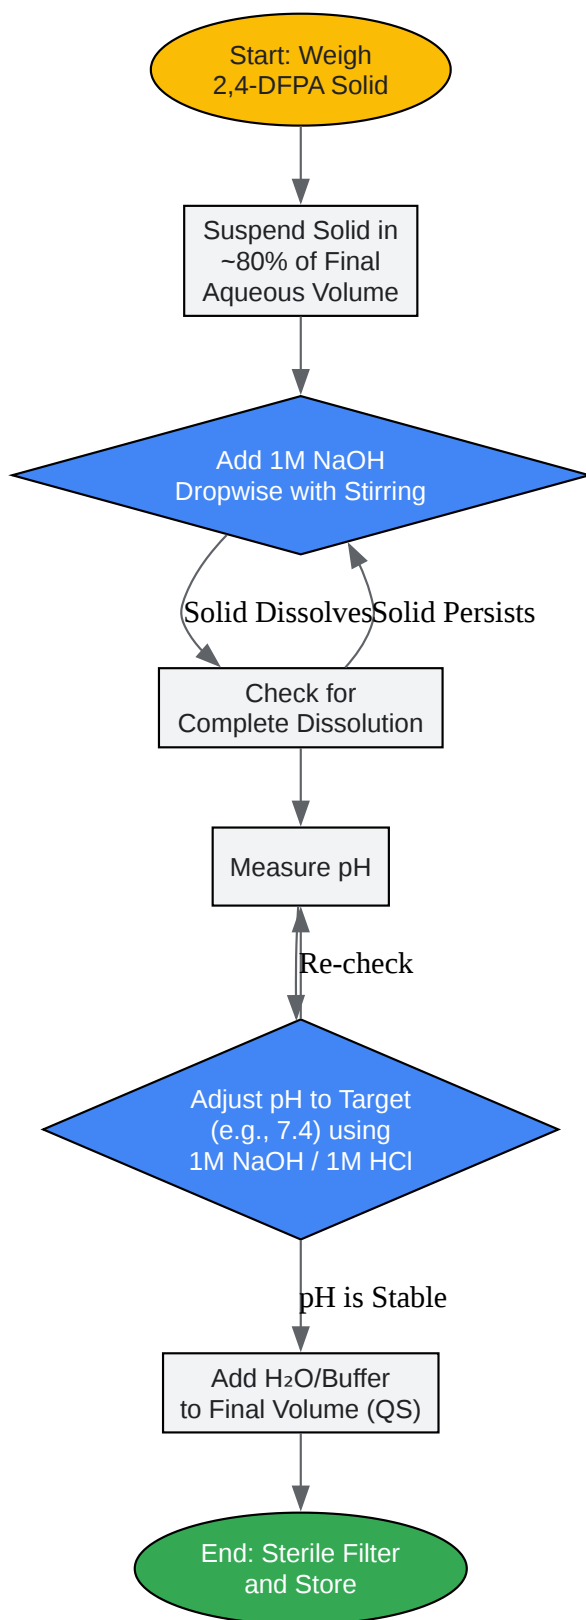 Start: Weigh
2,4-DFPA Solid
Suspend Solid in
~80% of Final
Aqueous Volume
Add 1M NaOH
Dropwise with Stirring
Solid Dissolves
Solid Persists
Check for
Complete Dissolution
Measure pH
Re-check
Adjust pH to Target
(e.g., 7.4) using
1M NaOH / 1M HCl
pH is Stable
Add H₂O/Buffer
to Final Volume (QS)
End: Sterile Filter
and Store